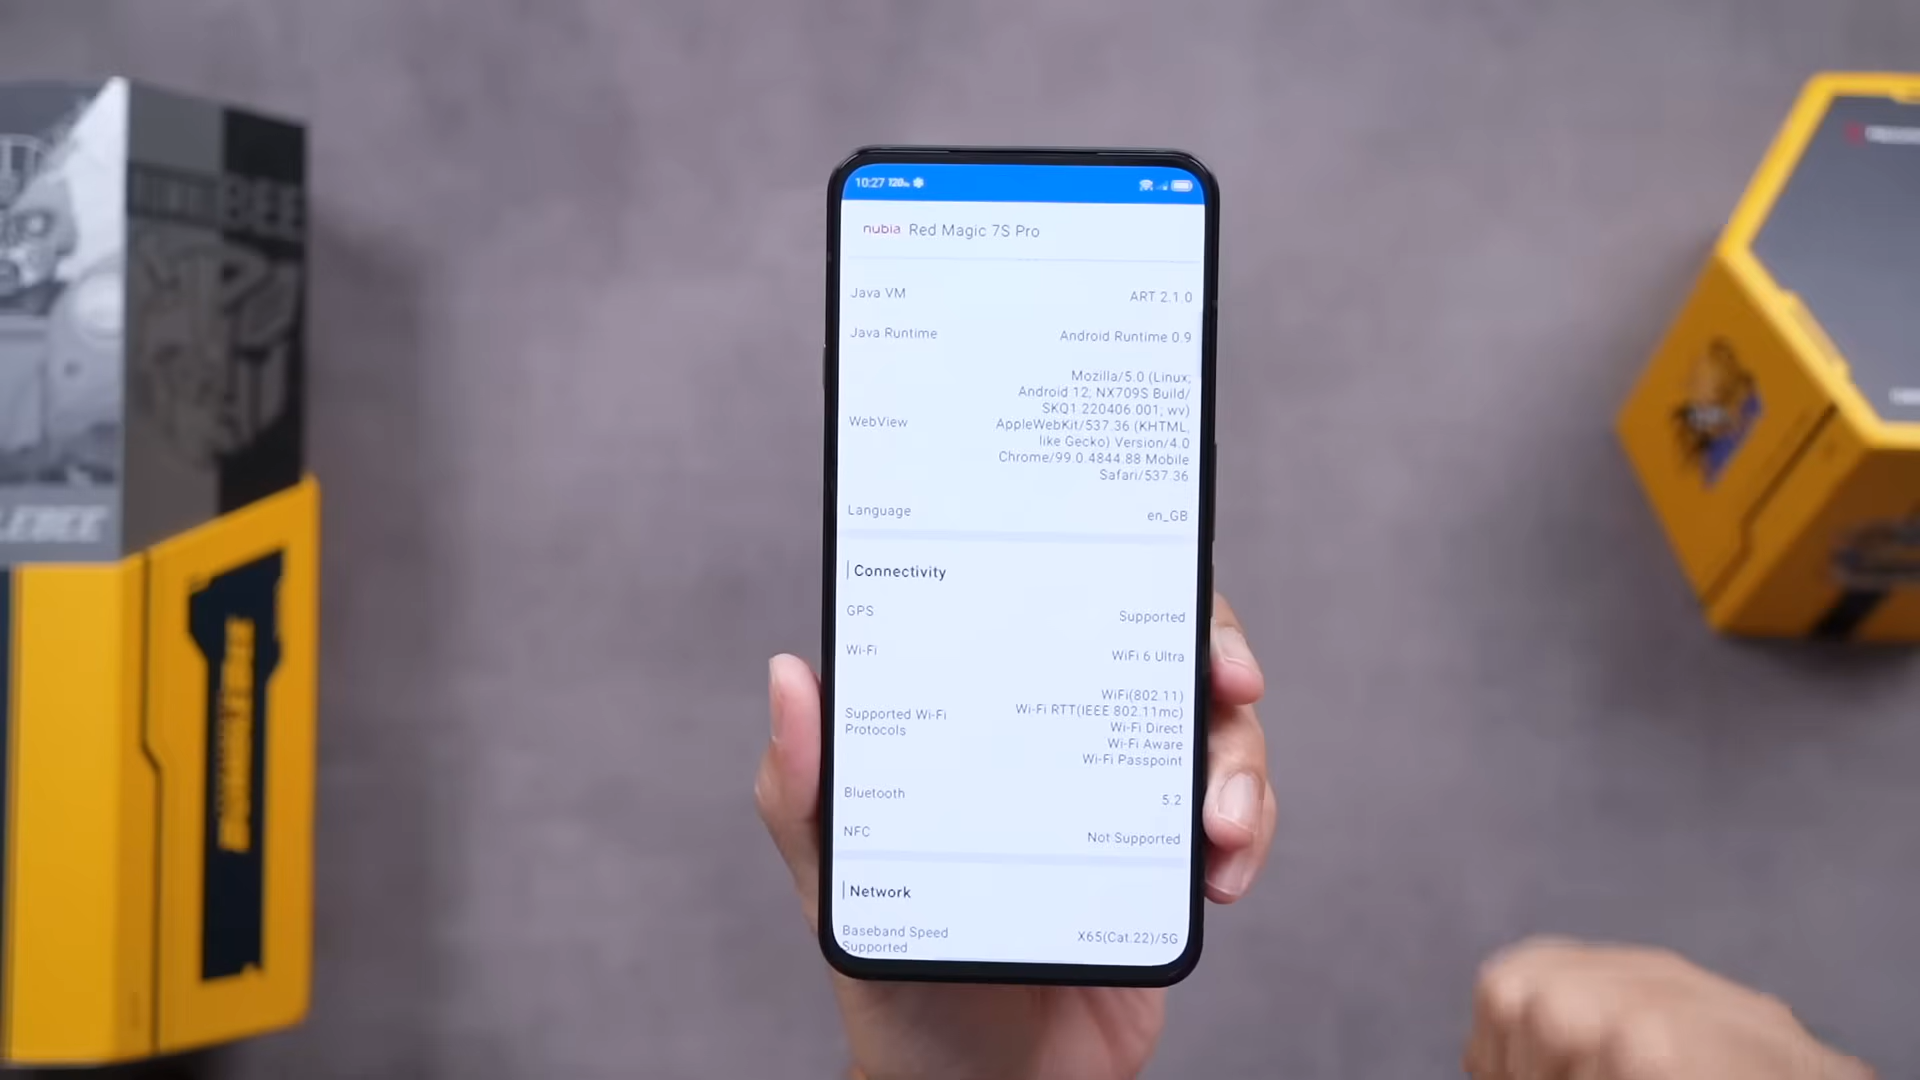 10:27 120
nubia Red Magic 7S Pro
Java VM ART 2.1.0
Java Runtime Android Runtime 0.9
WebView
Mozilla/5.0 (Linux;
Android 12; NX709S Build/
SKQ1.220406.001; wv)
AppleWebKit/537.36 (KHTML,
like Gecko) Version/4.0
Chrome/99.0.4844.88 Mobile
Safari/537.36
Language en_GB
Connectivity
GPS Supported
Wi-Fi WiFi 6 Ultra
Supported Wi-Fi
Protocols
WiFi(802.11)
Wi-Fi RTT(IEEE 802.11mc)
Wi-Fi Direct
Wi-Fi Aware
Wi-Fi Passpoint
Bluetooth 5.2
NFC Not Supported
Network
Baseband Speed
Supported
X65(Cat.22)/5G
BEE
LEBEE
BUMBLEBEE